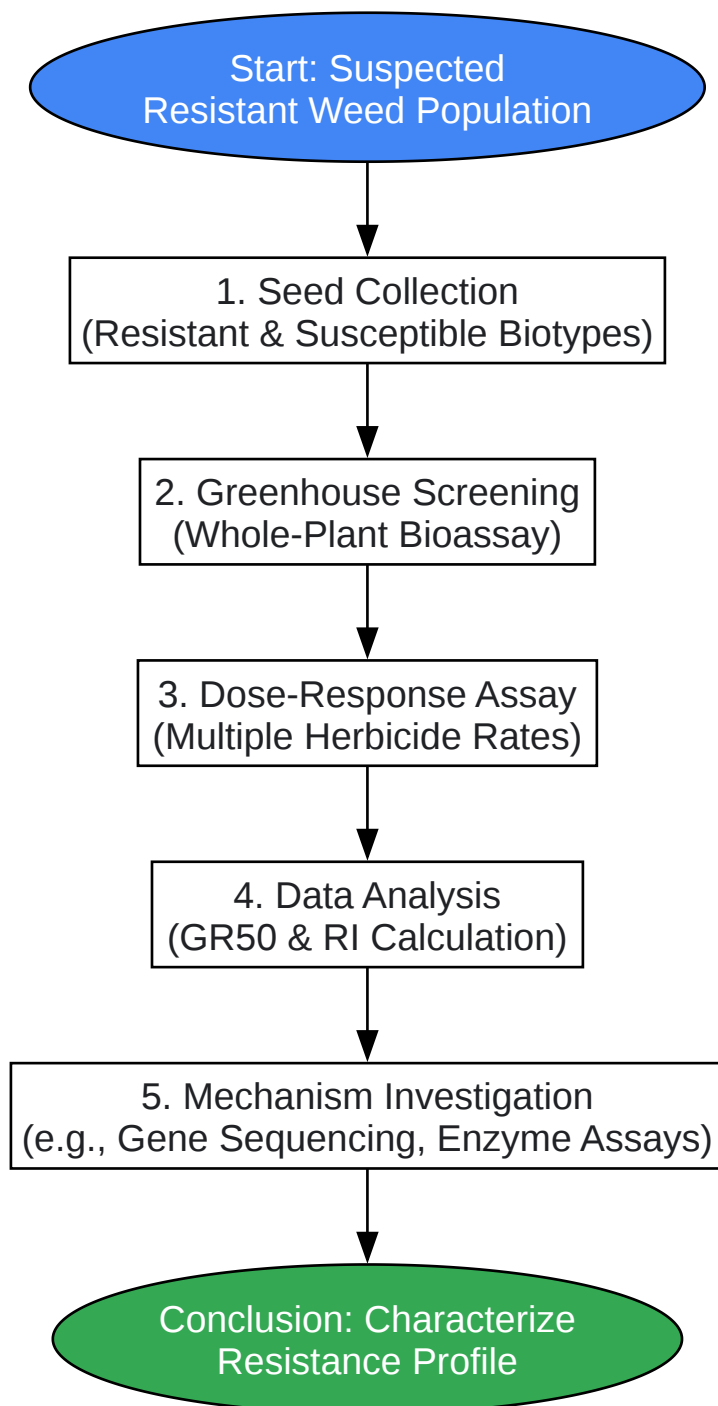 Start: Suspected
Resistant Weed Population
1. Seed Collection
(Resistant & Susceptible Biotypes)
2. Greenhouse Screening
(Whole-Plant Bioassay)
3. Dose-Response Assay
(Multiple Herbicide Rates)
4. Data Analysis
(GR50 & RI Calculation)
5. Mechanism Investigation
(e.g., Gene Sequencing, Enzyme Assays)
Conclusion: Characterize
Resistance Profile